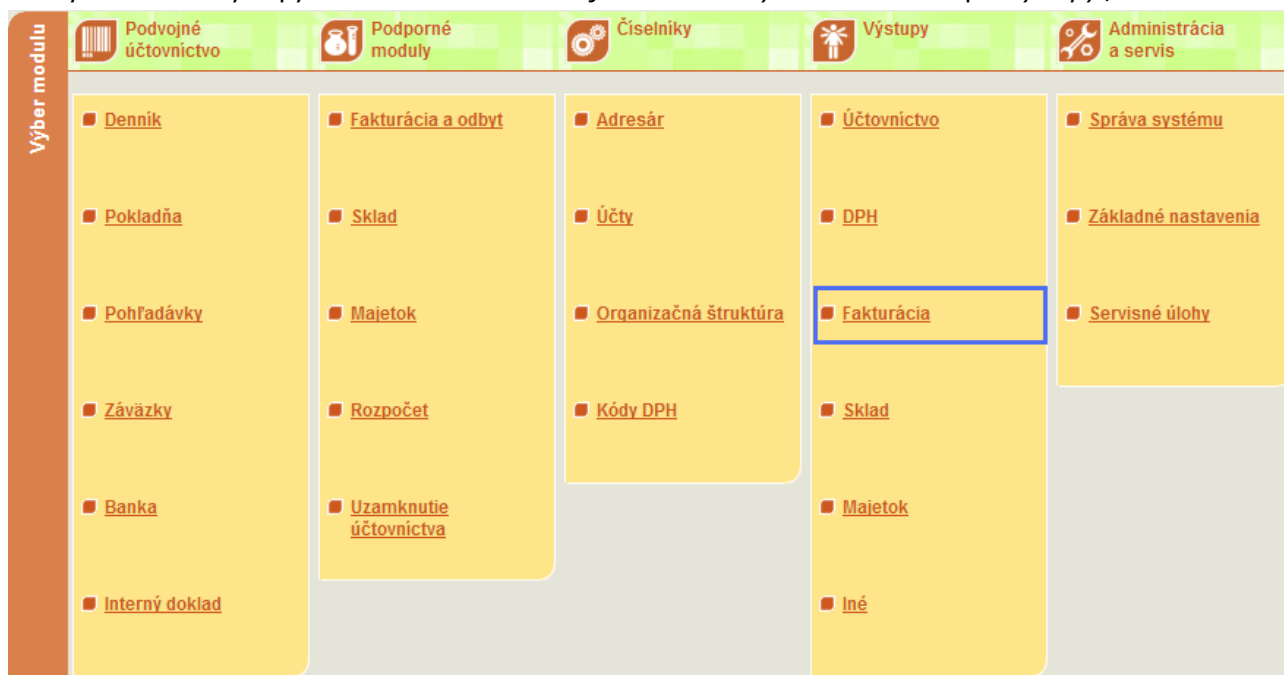 Výber modulu
Podvojné
účtovníctvo
Podporné
moduly
Číselníky
Výstupy
Administrácia
a servis
Denník
Fakturácia a odbyt
Adresár
Účtovníctvo
Správa systému
Pokladňa
Sklad
Účty
DPH
Základné nastavenia
Pohľadávky
Majetok
Organizačná štruktúra
Fakturácia
Servisné úlohy
Záväzky
Rozpočet
Kódy DPH
Sklad
Banka
Uzamknutie
účtovníctva
Majetok
Interný doklad
Iné